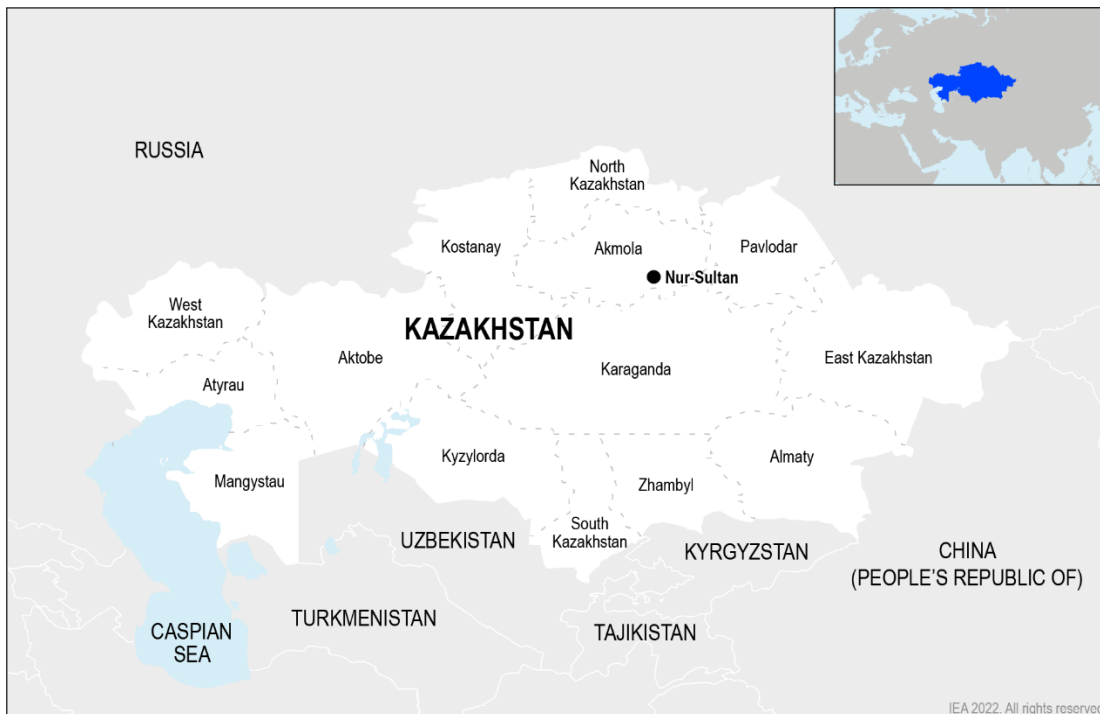 RUSSIA
North
Kazakhstan
Kostanay
Akmola
Pavlodar
Nur-Sultan
West
Kazakhstan
KAZAKHSTAN
Aktobe
Karaganda
East Kazakhstan
Atyrau
Kyzylorda
Almaty
Mangystau
Zhambyl
South
Kazakhstan
UZBEKISTAN
KYRGYZSTAN
CHINA
(PEOPLE'S REPUBLIC OF)
TURKMENISTAN
CASPIAN
SEA
TAJIKISTAN
IEA 2022. All rights reserved